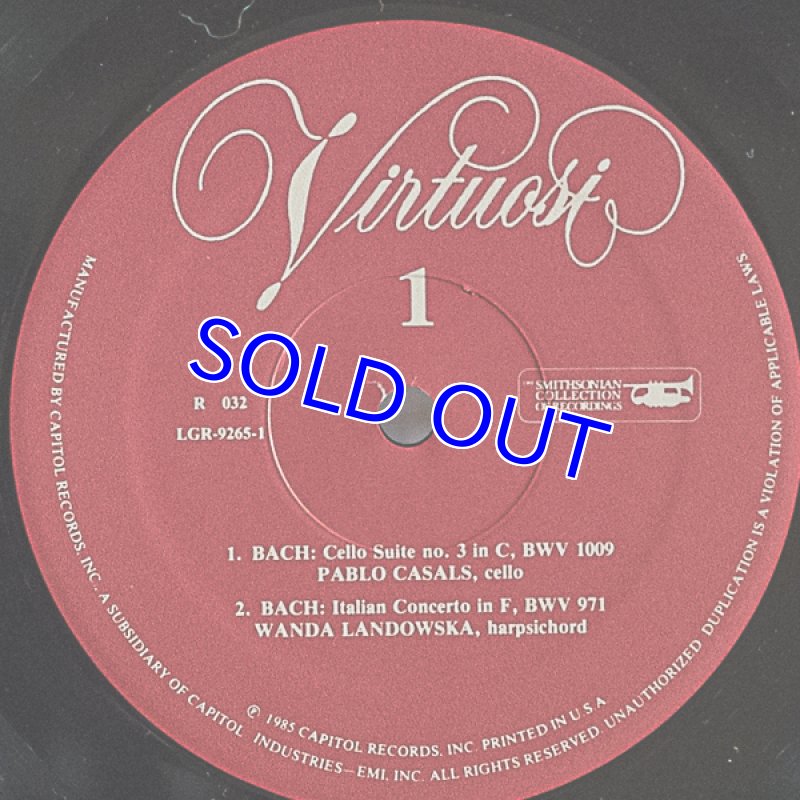 Virtuosi
1
SOLD OUT
R 032
LGR-9265-1
THE SMITHSONIAN
COLLECTION
OF RECORDINGS
1. BACH: Cello Suite no. 3 in C, BWV 1009
PABLO CASALS, cello
2. BACH: Italian Concerto in F, BWV 971
WANDA LANDOWSKA, harpsichord
MANUFACTURED BY CAPITOL RECORDS, INC. A SUBSIDIARY OF CAPITOL INDUSTRIES—EMI, INC. ALL RIGHTS RESERVED. UNAUTHORIZED DUPLICATION IS A VIOLATION OF APPLICABLE LAWS
℗ 1985 CAPITOL RECORDS, INC. PRINTED IN U.S.A